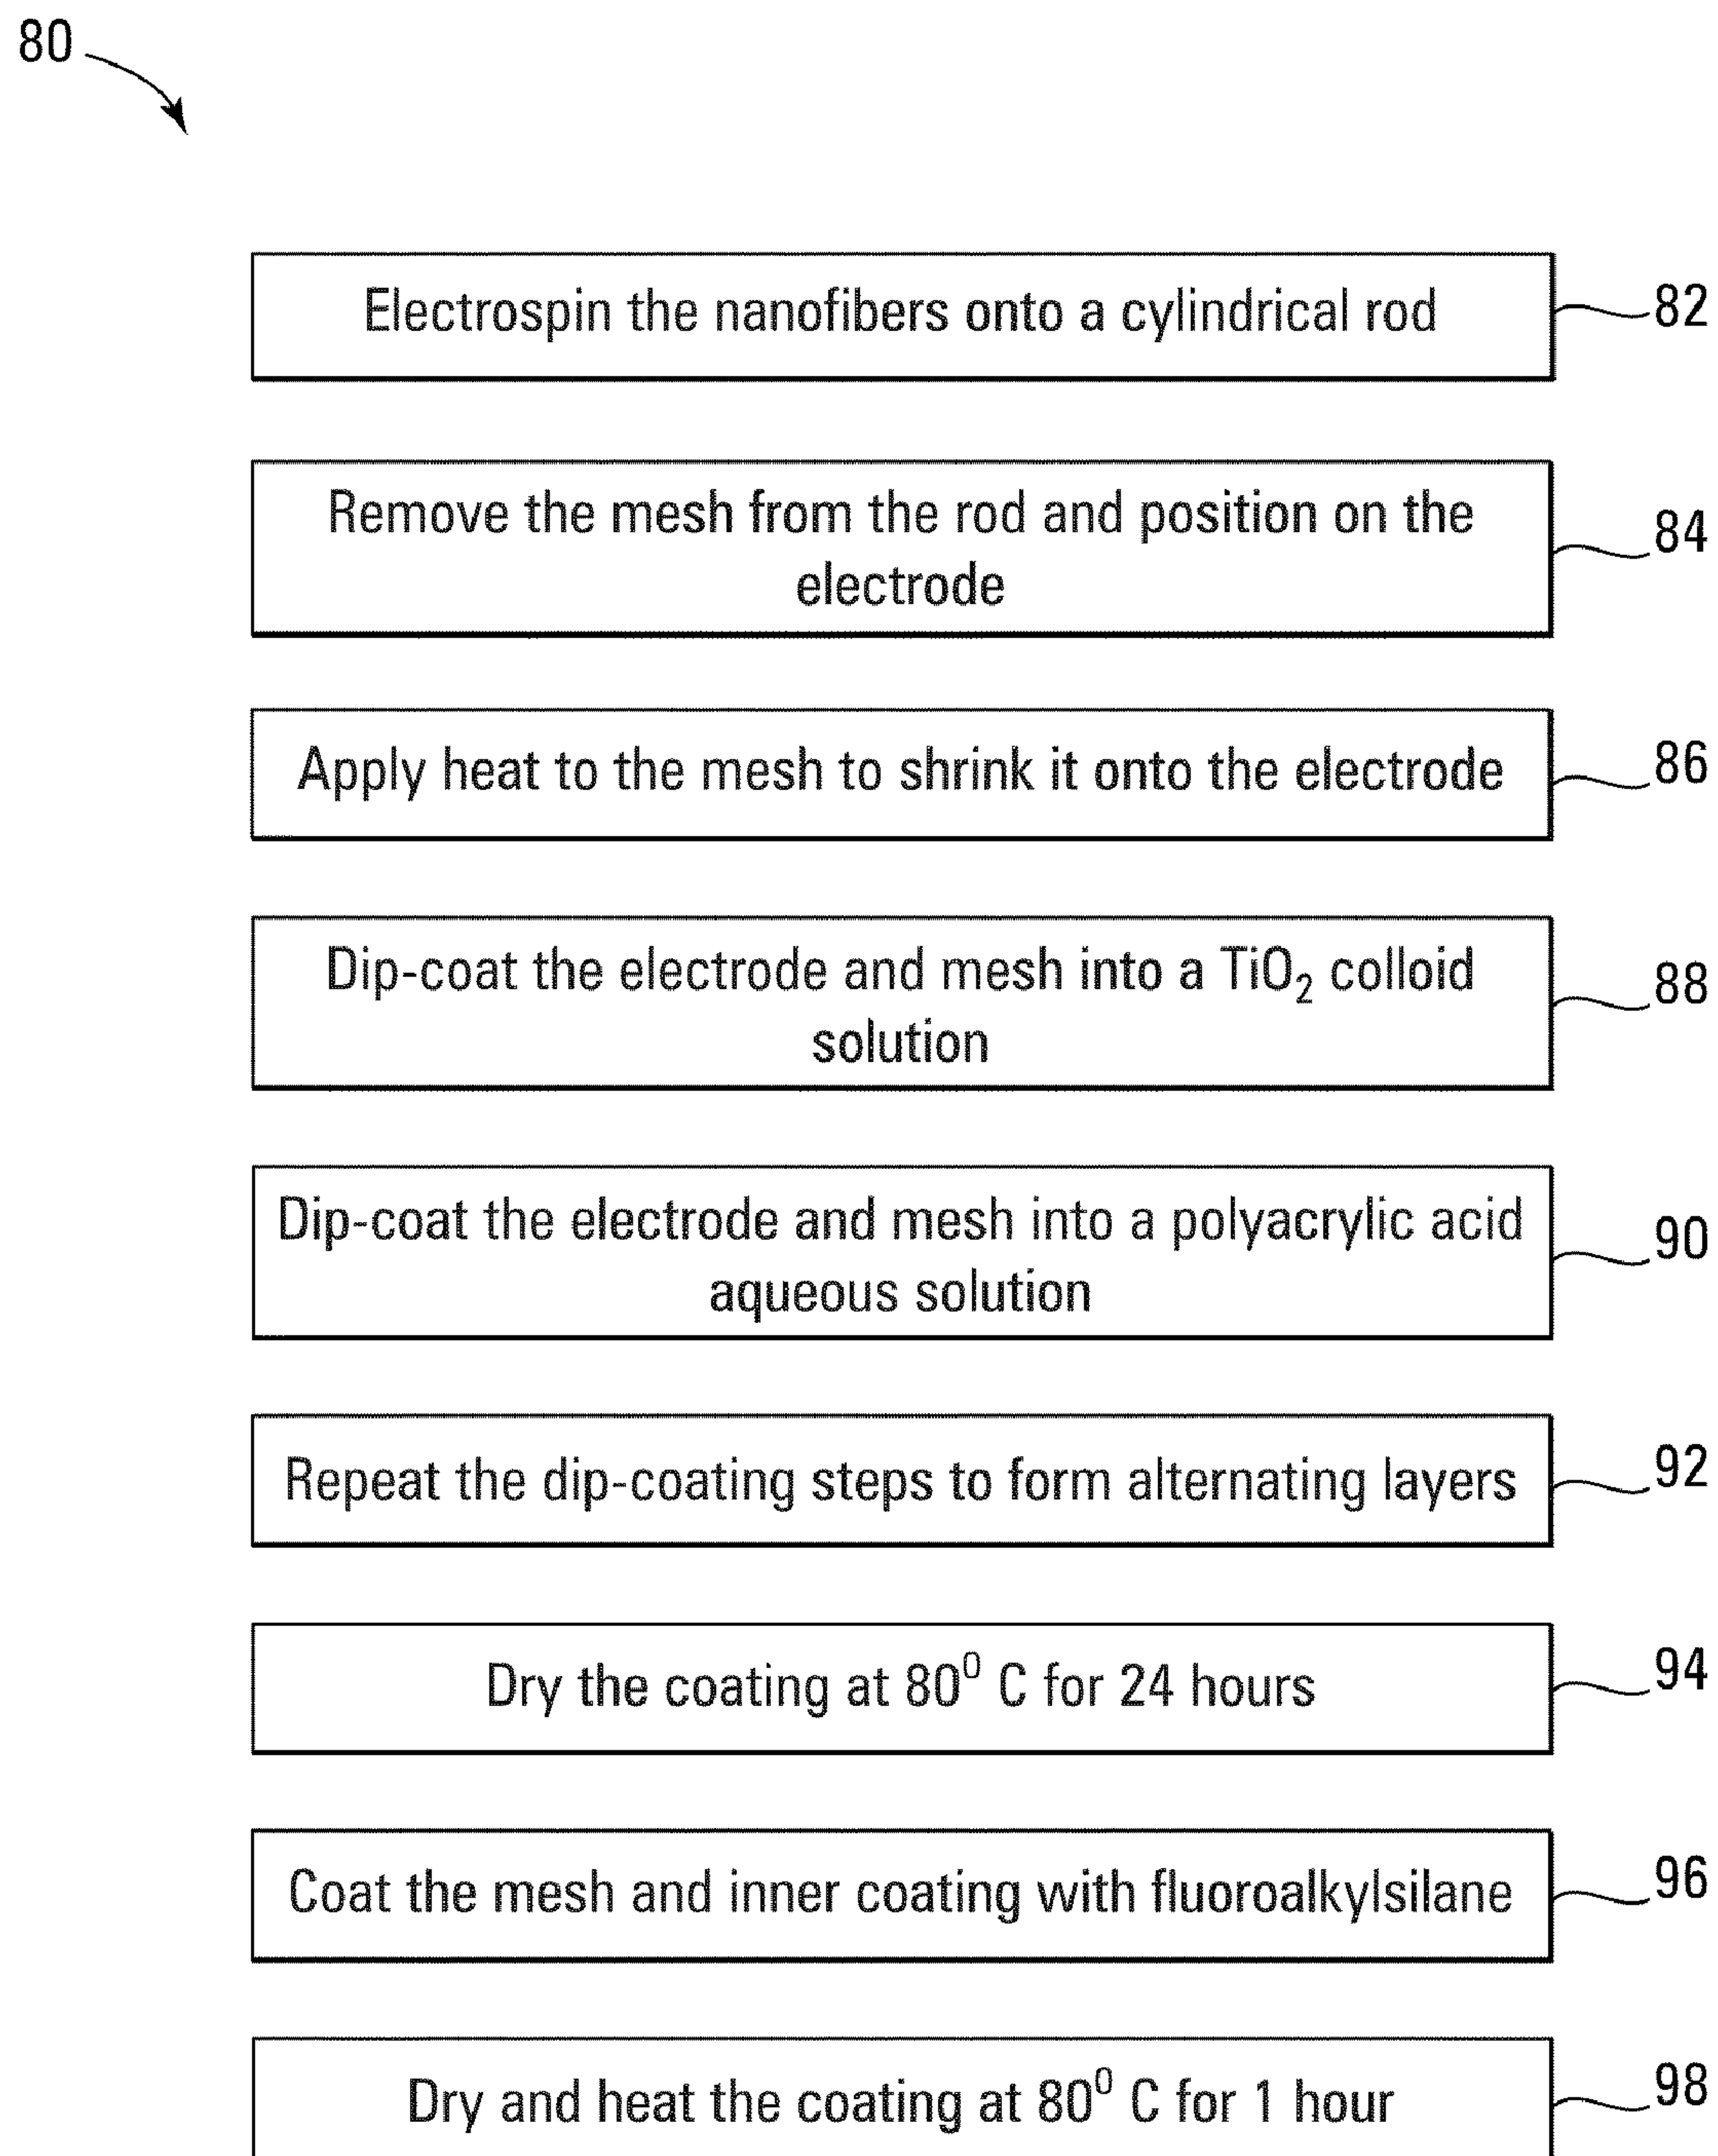 80
Electrospin the nanofibers onto a cylindrical rod
82
Remove the mesh from the rod and position on the
electrode
84
Apply heat to the mesh to shrink it onto the electrode
86
Dip-coat the electrode and mesh into a TiO₂ colloid
solution
88
Dip-coat the electrode and mesh into a polyacrylic acid
aqueous solution
90
Repeat the dip-coating steps to form alternating layers
92
Dry the coating at 80⁰ C for 24 hours
94
Coat the mesh and inner coating with fluoroalkylsilane
96
Dry and heat the coating at 80⁰ C for 1 hour
98